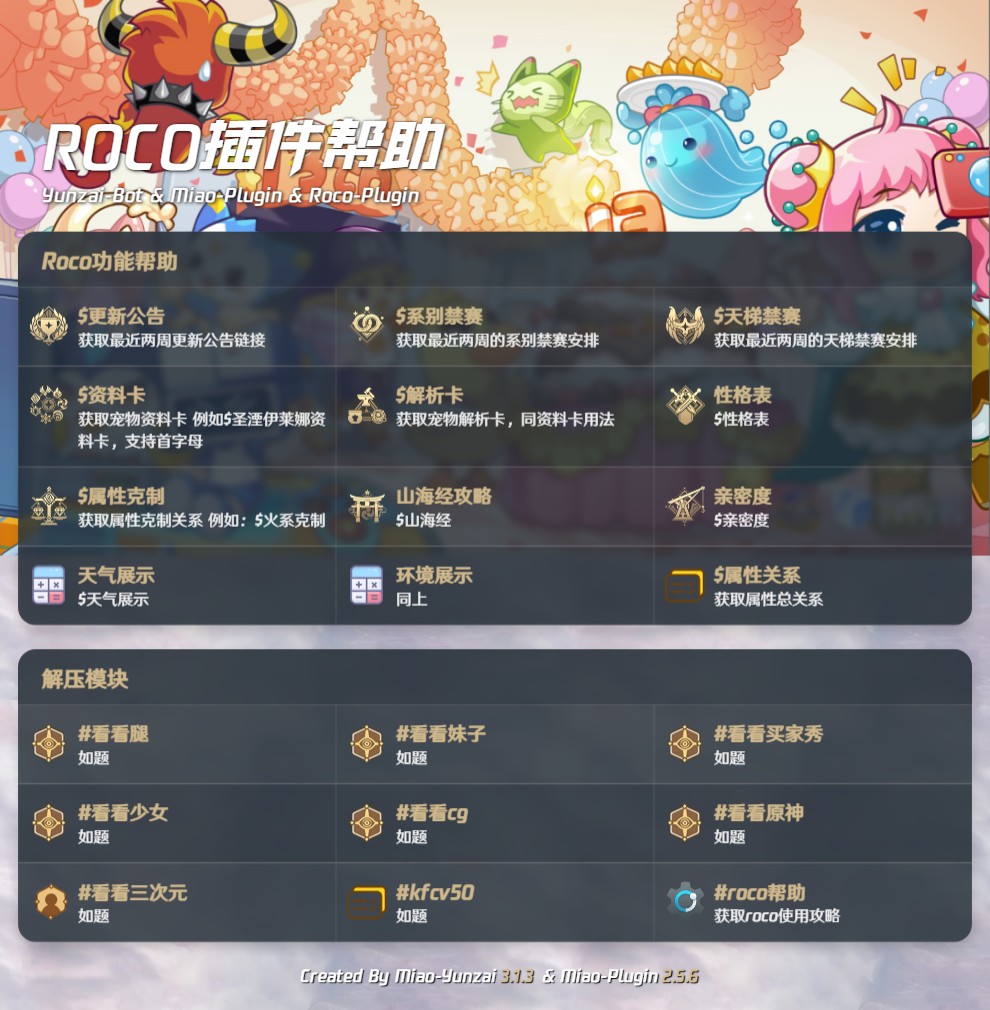 ROCO插件帮助
Yunzai-Bot & Miao-Plugin & Roco-Plugin
Roco功能帮助
$更新公告
获取最近两周更新公告链接
$系别禁赛
获取最近两周的系别禁赛安排
$天梯禁赛
获取最近两周的天梯禁赛安排
$资料卡
获取宠物资料卡 例如$圣湮伊莱娜资
料卡，支持首字母
$解析卡
获取宠物解析卡，同资料卡用法
性格表
$性格表
$属性克制
获取属性克制关系 例如：$火系克制
山海经攻略
$山海经
亲密度
$亲密度
天气展示
$天气展示
环境展示
同上
$属性关系
获取属性总关系
解压模块
#看看腿
如题
#看看妹子
如题
#看看买家秀
如题
#看看少女
如题
#看看cg
如题
#看看原神
如题
#看看三次元
如题
#kfcv50
如题
#roco帮助
获取roco使用攻略
Created By Miao-Yunzai 3.1.3 & Miao-Plugin 2.5.6